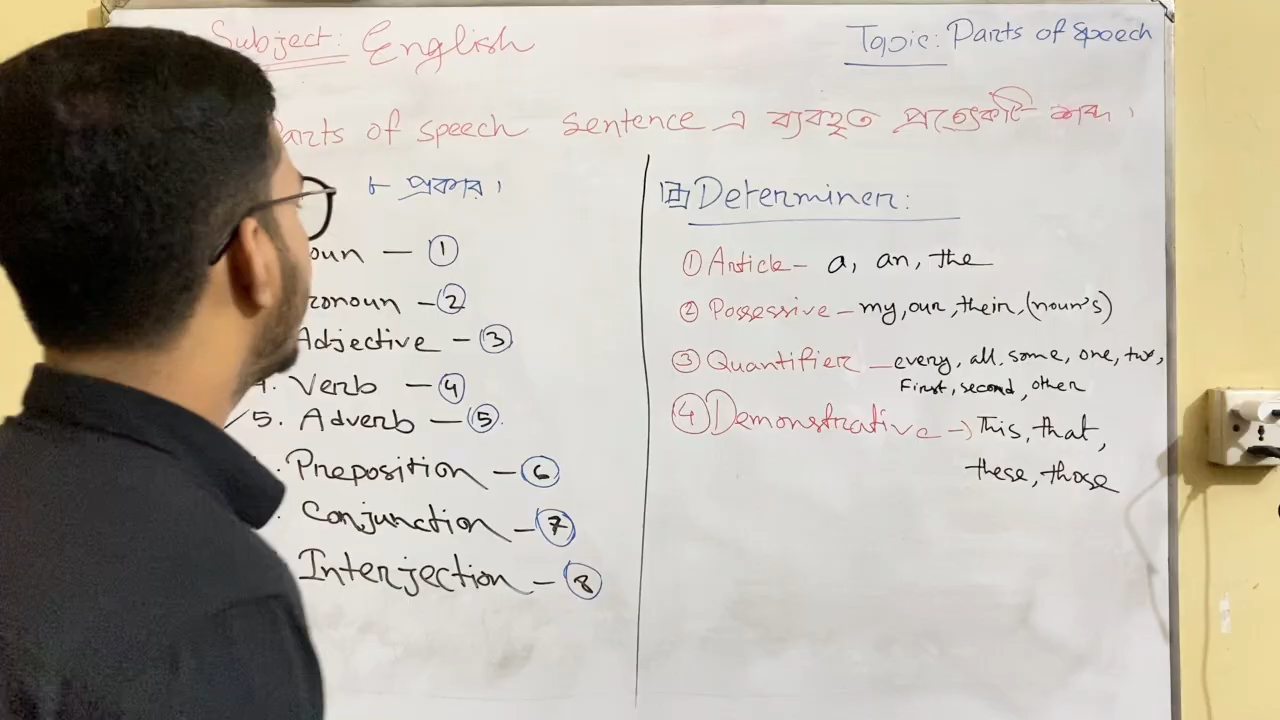 Subject: English
Topic: Parts of speech
Parts of speech sentence এ ব্যবহৃত প্রত্যেকটি শব্দ।
৮ প্রকার।
oun - 1
ronoun - 2
Adjective - 3
4. Verb - 4
5. Adverb - 5
Preposition - 6
Conjunction - 7
Interjection - 8
Determiner:
1 Article - a, an, the
2 Possessive - my, our, their, (noun's)
3 Quantifier - every, all, some, one, two,
First, second, other
4 Demonstrative → This, that,
these, those